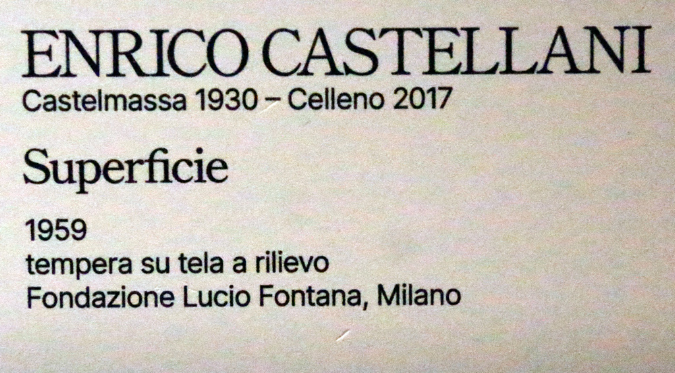 ENRICO CASTELLANI
Castelmassa 1930 – Celleno 2017
Superficie
1959
tempera su tela a rilievo
Fondazione Lucio Fontana, Milano